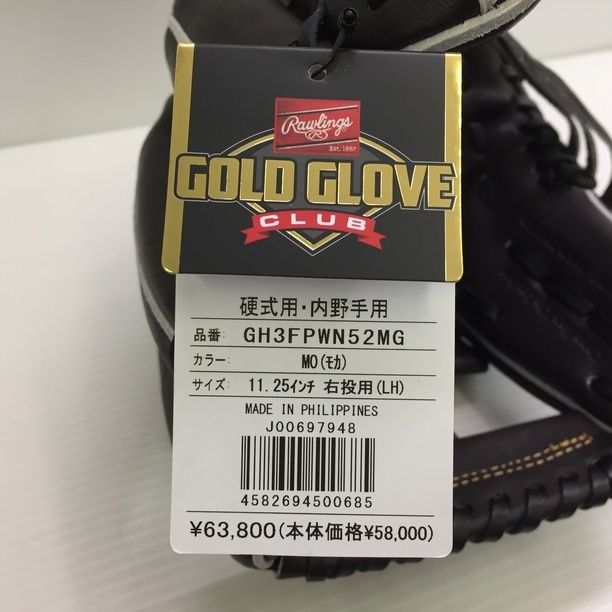 Rawlings
R
Est. 1887
GOLD GLOVE
CLUB
硬式用・内野手用
品番: GH3FPWN52MG
カラー: MO(モカ)
サイズ: 11.25インチ 右投用(LH)
MADE IN PHILIPPINES
J00697948
4582694500685
¥63,800(本体価格¥58,000)